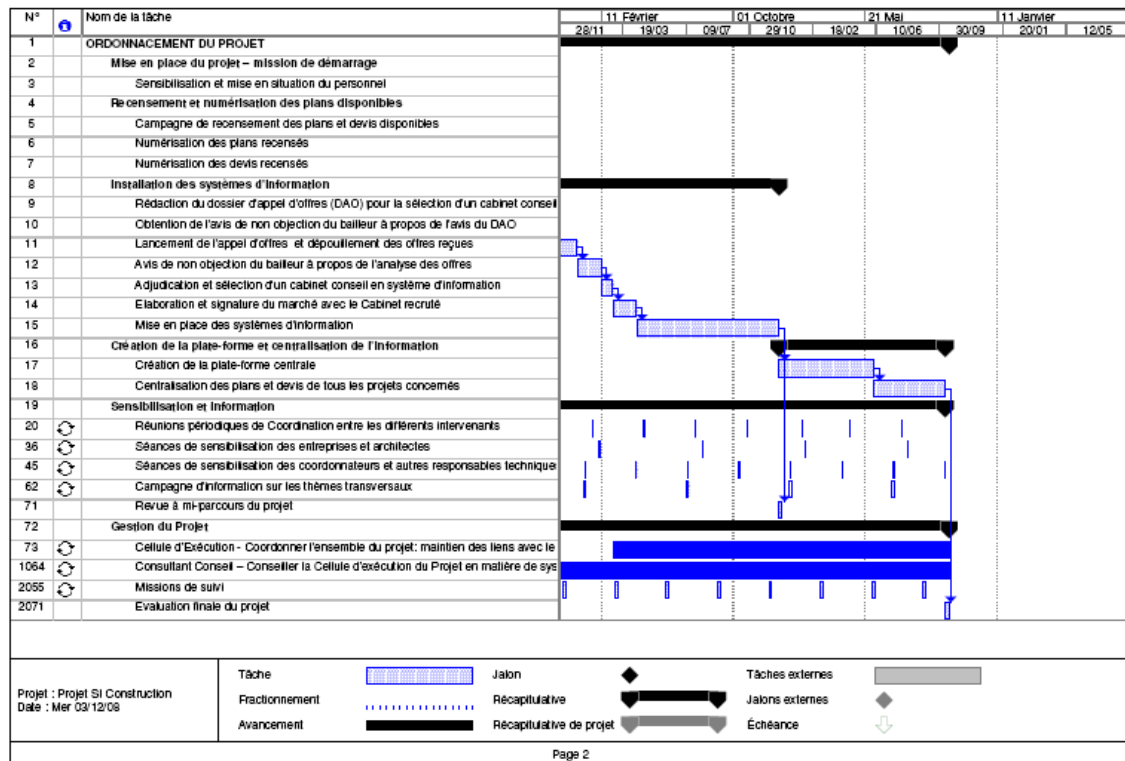 N° Nom de la tâche 11 Février 01 Octobre 21 Mai 11 Janvier
28/11 19/03 09/07 29/10 18/02 10/06 30/09 20/01 12/05
1 ORDONNACEMENT DU PROJET
2 Mise en place du projet – mission de démarrage
3 Sensibilisation et mise en situation du personnel
4 Recensement et numérisation des plans disponibles
5 Campagne de recensement des plans et devis disponibles
6 Numérisation des plans recensés
7 Numérisation des devis recensés
8 Installation des systèmes d'Information
9 Rédaction du dossier d'appel d'offres (DAO) pour la sélection d'un cabinet conseil
10 Obtention de l'avis de non objection du bailleur à propos de l'avis du DAO
11 Lancement de l'appel d'offres et dépouillement des offres reçues
12 Avis de non objection du bailleur à propos de l'analyse des offres
13 Adjudication et sélection d'un cabinet conseil en système d'information
14 Elaboration et signature du marché avec le Cabinet recruté
15 Mise en place des systèmes d'information
16 Création de la plate-forme et centralisation de l'Information
17 Création de la plate-forme centrale
18 Centralisation des plans et devis de tous les projets concernés
19 Sensibilisation et Information
20 Réunions périodiques de Coordination entre les différents intervenants
36 Séances de sensibilisation des entreprises et architectes
45 Séances de sensibilisation des coordonnateurs et autres responsables technique
62 Campagne d'information sur les thèmes transversaux
71 Revue à mi-parcours du projet
72 Gestion du Projet
73 Cellule d'Exécution - Coordonner l'ensemble du projet: maintien des liens avec le
1064 Consultant Conseil – Conseiller la Cellule d'exécution du Projet en matière de sys
2055 Missions de suivi
2071 Evaluation finale du projet
Projet : Projet SI Construction
Date : Mer 03/12/08
Tâche Jalon Tâches externes
Fractionnement Récapitulative Jalons externes
Avancement Récapitulative de projet Échéance
Page 2